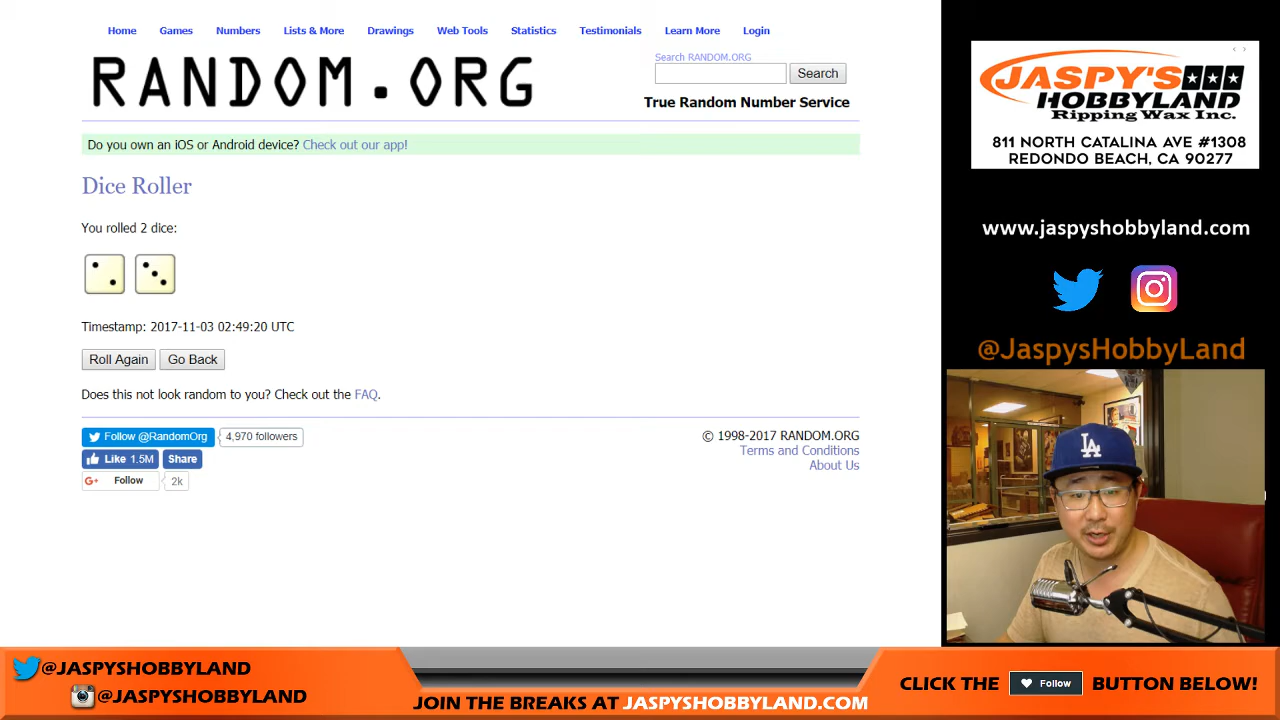 Home Games Numbers Lists & More Drawings Web Tools Statistics Testimonials Learn More Login
RANDOM.ORG
Search RANDOM.ORG
Search
True Random Number Service
Do you own an iOS or Android device? Check out our app!
Dice Roller
You rolled 2 dice:
Timestamp: 2017-11-03 02:49:20 UTC
Roll Again Go Back
Does this not look random to you? Check out the FAQ.
Follow @RandomOrg 4,970 followers
Like 1.5M Share
G+ Follow 2k
© 1998-2017 RANDOM.ORG
Terms and Conditions
About Us
JASPY'S
HOBBYLAND
Ripping Wax Inc.
811 NORTH CATALINA AVE #1308
REDONDO BEACH, CA 90277
www.jaspyshobbyland.com
@JaspysHobbyLand
LA
@JASPYSHOBBYLAND
@JASPYSHOBBYLAND
JOIN THE BREAKS AT JASPYSHOBBYLAND.COM
CLICK THE Follow BUTTON BELOW!